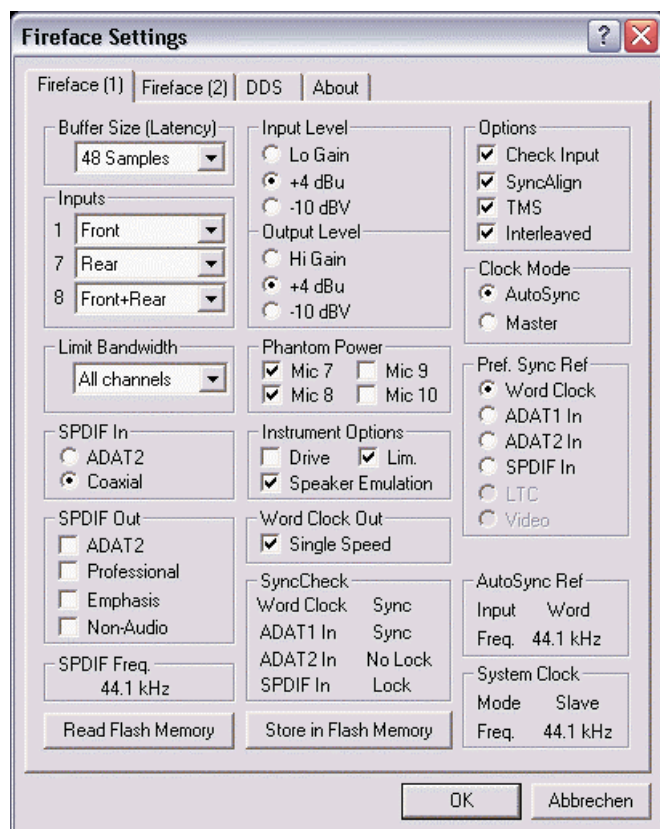 Fireface Settings
Fireface (1)
Fireface (2)
DDS
About
Buffer Size (Latency)
48 Samples
Inputs
1 Front
7 Rear
8 Front+Rear
Limit Bandwidth
All channels
SPDIF In
ADAT2
Coaxial
SPDIF Out
ADAT2
Professional
Emphasis
Non-Audio
SPDIF Freq.
44.1 kHz
Read Flash Memory
Input Level
Lo Gain
+4 dBu
-10 dBV
Output Level
Hi Gain
+4 dBu
-10 dBV
Phantom Power
Mic 7 Mic 9
Mic 8 Mic 10
Instrument Options
Drive Lim.
Speaker Emulation
Word Clock Out
Single Speed
SyncCheck
Word Clock Sync
ADAT1 In Sync
ADAT2 In No Lock
SPDIF In Lock
Store in Flash Memory
Options
Check Input
SyncAlign
TMS
Interleaved
Clock Mode
AutoSync
Master
Pref. Sync Ref
Word Clock
ADAT1 In
ADAT2 In
SPDIF In
LTC
Video
AutoSync Ref
Input Word
Freq. 44.1 kHz
System Clock
Mode Slave
Freq. 44.1 kHz
OK
Abbrechen